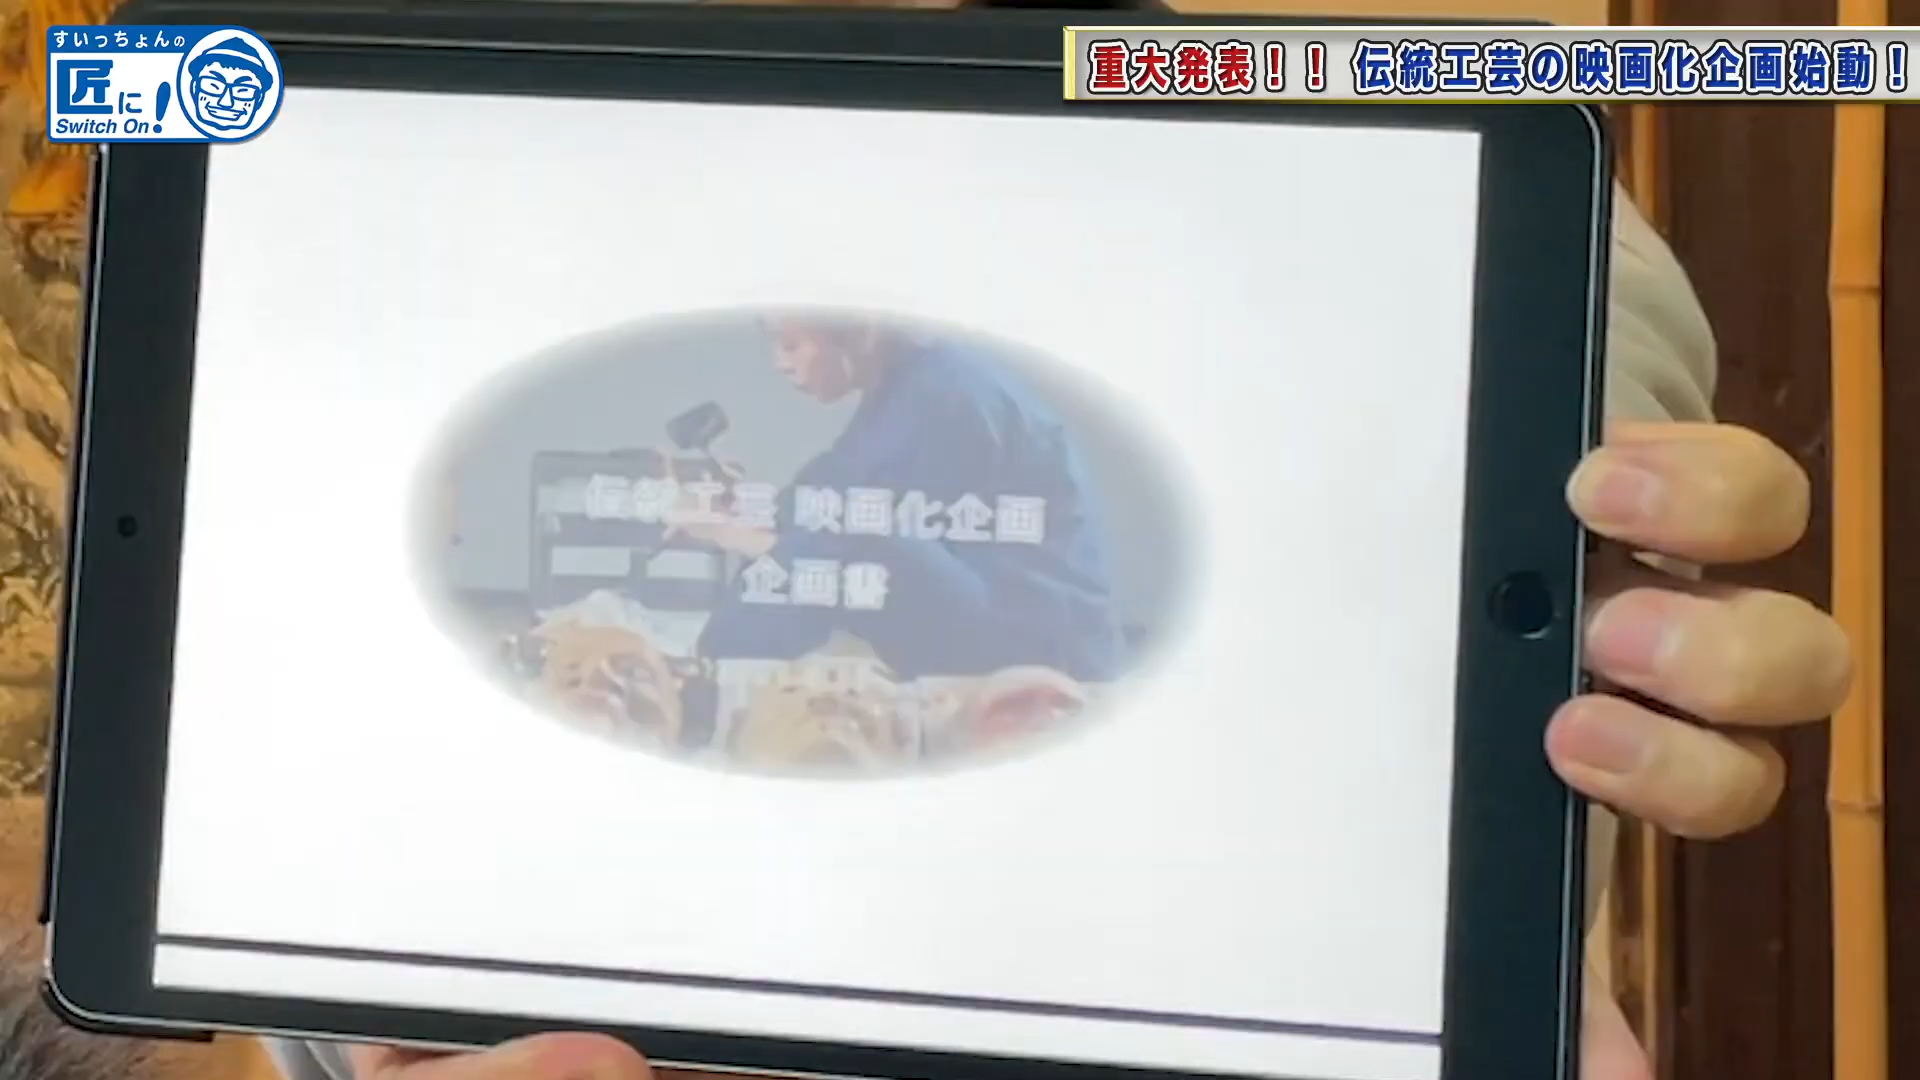 すいっちょんの
匠に!
Switch On!
重大発表!! 伝統工芸の映画化企画始動!
伝統工芸 映画化企画
企画書